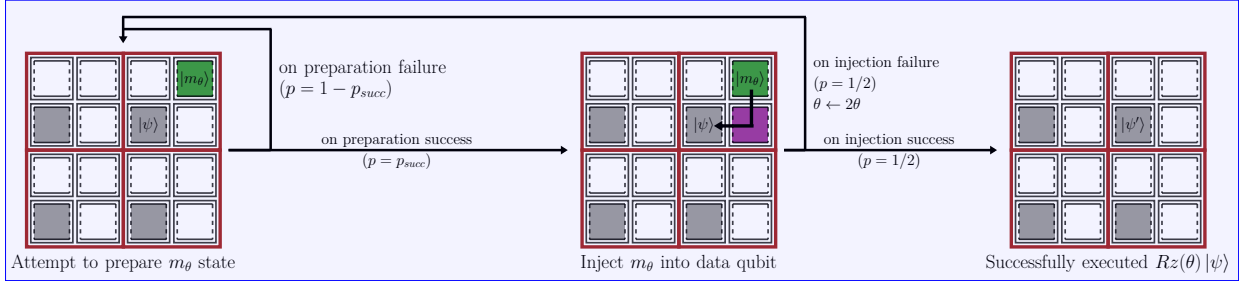 |m_θ⟩
|ψ⟩
Attempt to prepare m_θ state
on preparation failure
(p = 1 − p_succ)
on preparation success
(p = p_succ)
|m_θ⟩
|ψ⟩
Inject m_θ into data qubit
on injection failure
(p = 1/2)
θ ← 2θ
on injection success
(p = 1/2)
|ψ′⟩
Successfully executed Rz(θ) |ψ⟩